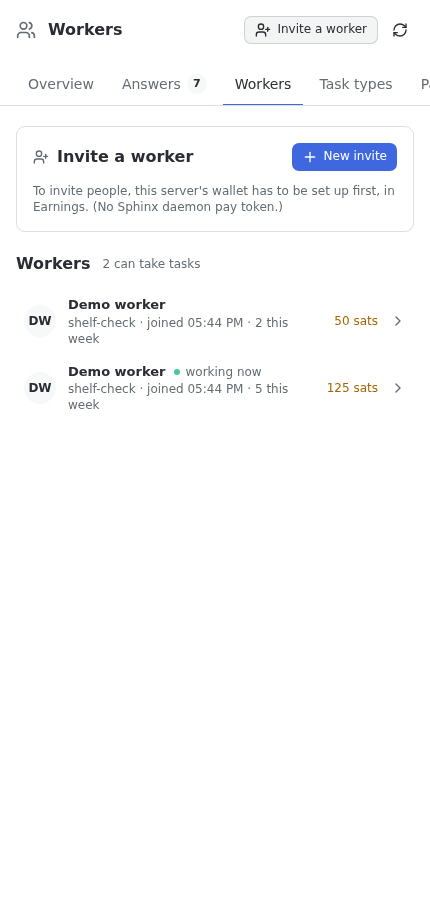 Workers
Invite a worker
Overview
Answers 7
Workers
Task types
P
Invite a worker
New invite
To invite people, this server's wallet has to be set up first, in
Earnings. (No Sphinx daemon pay token.)
Workers 2 can take tasks
DW
Demo worker
shelf-check · joined 05:44 PM · 2 this
week
50 sats
DW
Demo worker working now
shelf-check · joined 05:44 PM · 5 this
week
125 sats